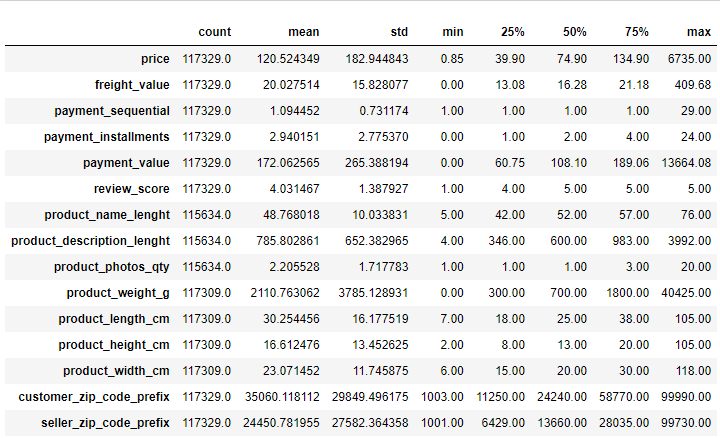 count mean std min 25% 50% 75% max
price 117329.0 120.524349 182.944843 0.85 39.90 74.90 134.90 6735.00
freight_value 117329.0 20.027514 15.828077 0.00 13.08 16.28 21.18 409.68
payment_sequential 117329.0 1.094452 0.731174 1.00 1.00 1.00 1.00 29.00
payment_installments 117329.0 2.940151 2.775370 0.00 1.00 2.00 4.00 24.00
payment_value 117329.0 172.062565 265.388194 0.00 60.75 108.10 189.06 13664.08
review_score 117329.0 4.031467 1.387927 1.00 4.00 5.00 5.00 5.00
product_name_lenght 115634.0 48.768018 10.033831 5.00 42.00 52.00 57.00 76.00
product_description_lenght 115634.0 785.802861 652.382965 4.00 346.00 600.00 983.00 3992.00
product_photos_qty 115634.0 2.205528 1.717783 1.00 1.00 1.00 3.00 20.00
product_weight_g 117309.0 2110.763062 3785.128931 0.00 300.00 700.00 1800.00 40425.00
product_length_cm 117309.0 30.254456 16.177519 7.00 18.00 25.00 38.00 105.00
product_height_cm 117309.0 16.612476 13.452625 2.00 8.00 13.00 20.00 105.00
product_width_cm 117309.0 23.071452 11.745875 6.00 15.00 20.00 30.00 118.00
customer_zip_code_prefix 117329.0 35060.118112 29849.496175 1003.00 11250.00 24240.00 58770.00 99990.00
seller_zip_code_prefix 117329.0 24450.781955 27582.364358 1001.00 6429.00 13660.00 28035.00 99730.00